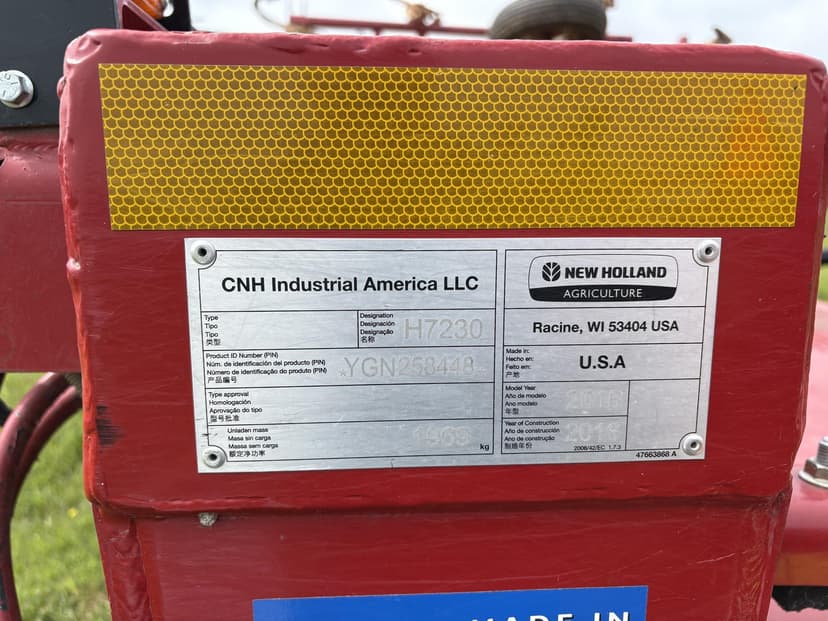 CNH Industrial America LLC
Type
Tipo
Tipo
类型
Designation
Designación
Designação
名称
H7230
Product ID Number (PIN)
Núm. de identificación del producto (PIN)
Número de identificação do produto (PIN)
产品编号
*YGN258448*
Type approval
Homologación
Aprovação do tipo
型号批准
Unladen mass
Masa sin carga
Massa sem carga
额定净功率
kg
NEW HOLLAND
AGRICULTURE
Racine, WI 53404 USA
Made in:
Hecho en:
Feito em:
产地
U.S.A
Model Year
Año de modelo
Ano modelo
年型
Year of Construction
Año de construcción
Ano de construção
制造年份
2006/42/EC 1.7.3
47663868 A
MADE IN